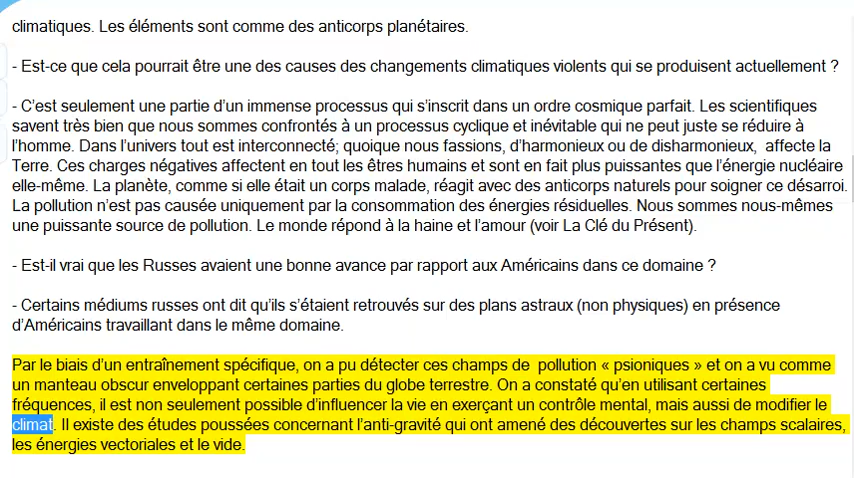 climatiques. Les éléments sont comme des anticorps planétaires.
- Est-ce que cela pourrait être une des causes des changements climatiques violents qui se produisent actuellement ?
- C’est seulement une partie d’un immense processus qui s’inscrit dans un ordre cosmique parfait. Les scientifiques
savent très bien que nous sommes confrontés à un processus cyclique et inévitable qui ne peut juste se réduire à
l’homme. Dans l’univers tout est interconnecté; quoique nous fassions, d’harmonieux ou de disharmonieux, affecte la
Terre. Ces charges négatives affectent en tout les êtres humains et sont en fait plus puissantes que l’énergie nucléaire
elle-même. La planète, comme si elle était un corps malade, réagit avec des anticorps naturels pour soigner ce désarroi.
La pollution n’est pas causée uniquement par la consommation des énergies résiduelles. Nous sommes nous-mêmes
une puissante source de pollution. Le monde répond à la haine et l’amour (voir La Clé du Présent).
- Est-il vrai que les Russes avaient une bonne avance par rapport aux Américains dans ce domaine ?
- Certains médiums russes ont dit qu’ils s’étaient retrouvés sur des plans astraux (non physiques) en présence
d’Américains travaillant dans le même domaine.
Par le biais d’un entraînement spécifique, on a pu détecter ces champs de pollution « psioniques » et on a vu comme
un manteau obscur enveloppant certaines parties du globe terrestre. On a constaté qu’en utilisant certaines
fréquences, il est non seulement possible d’influencer la vie en exerçant un contrôle mental, mais aussi de modifier le
climat. Il existe des études poussées concernant l’anti-gravité qui ont amené des découvertes sur les champs scalaires,
les énergies vectoriales et le vide.